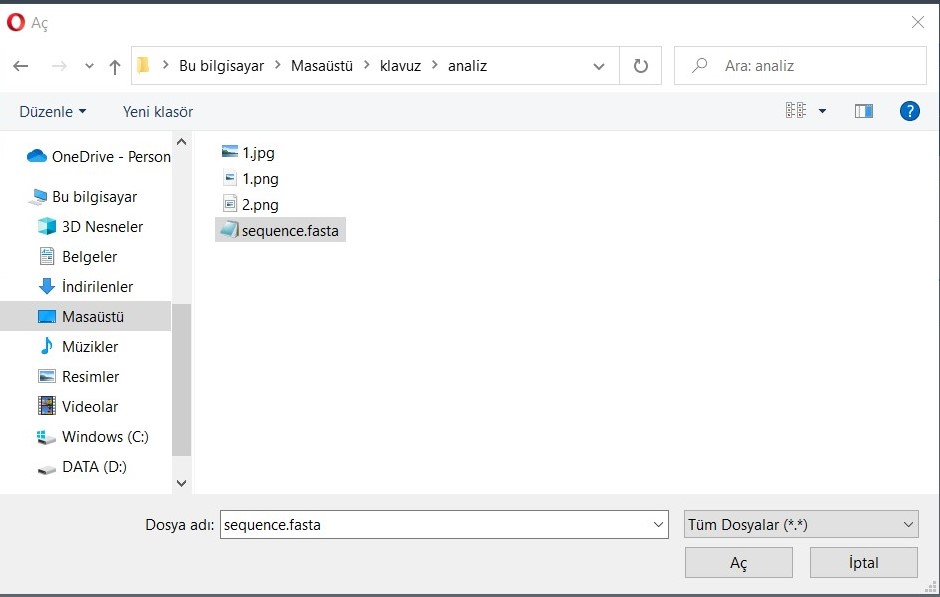 Aç
Bu bilgisayar > Masaüstü > klavuz > analiz
Ara: analiz
Düzenle Yeni klasör ?
OneDrive - Person
Bu bilgisayar
3D Nesneler
Belgeler
İndirilenler
Masaüstü
Müzikler
Resimler
Videolar
Windows (C:)
DATA (D:)
1.jpg
1.png
2.png
sequence.fasta
Dosya adı: sequence.fasta
Tüm Dosyalar (*.*)
Aç İptal